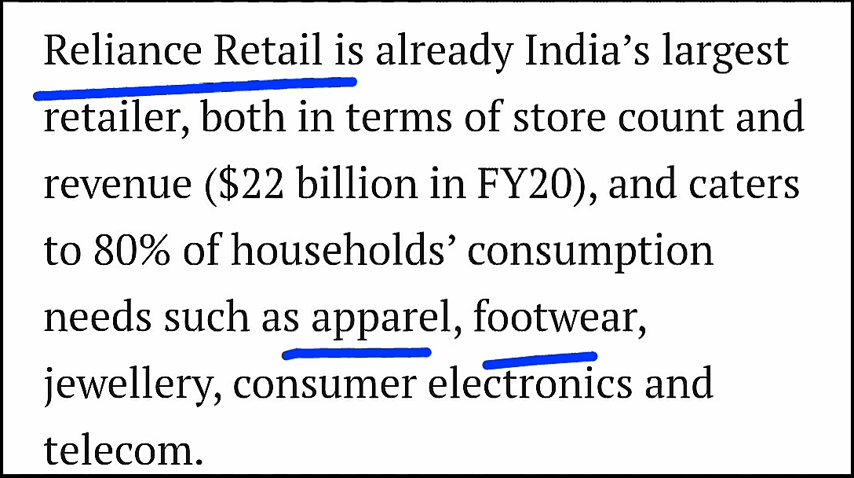 Reliance Retail is already India’s largest
retailer, both in terms of store count and
revenue ($22 billion in FY20), and caters
to 80% of households’ consumption
needs such as apparel, footwear,
jewellery, consumer electronics and
telecom.